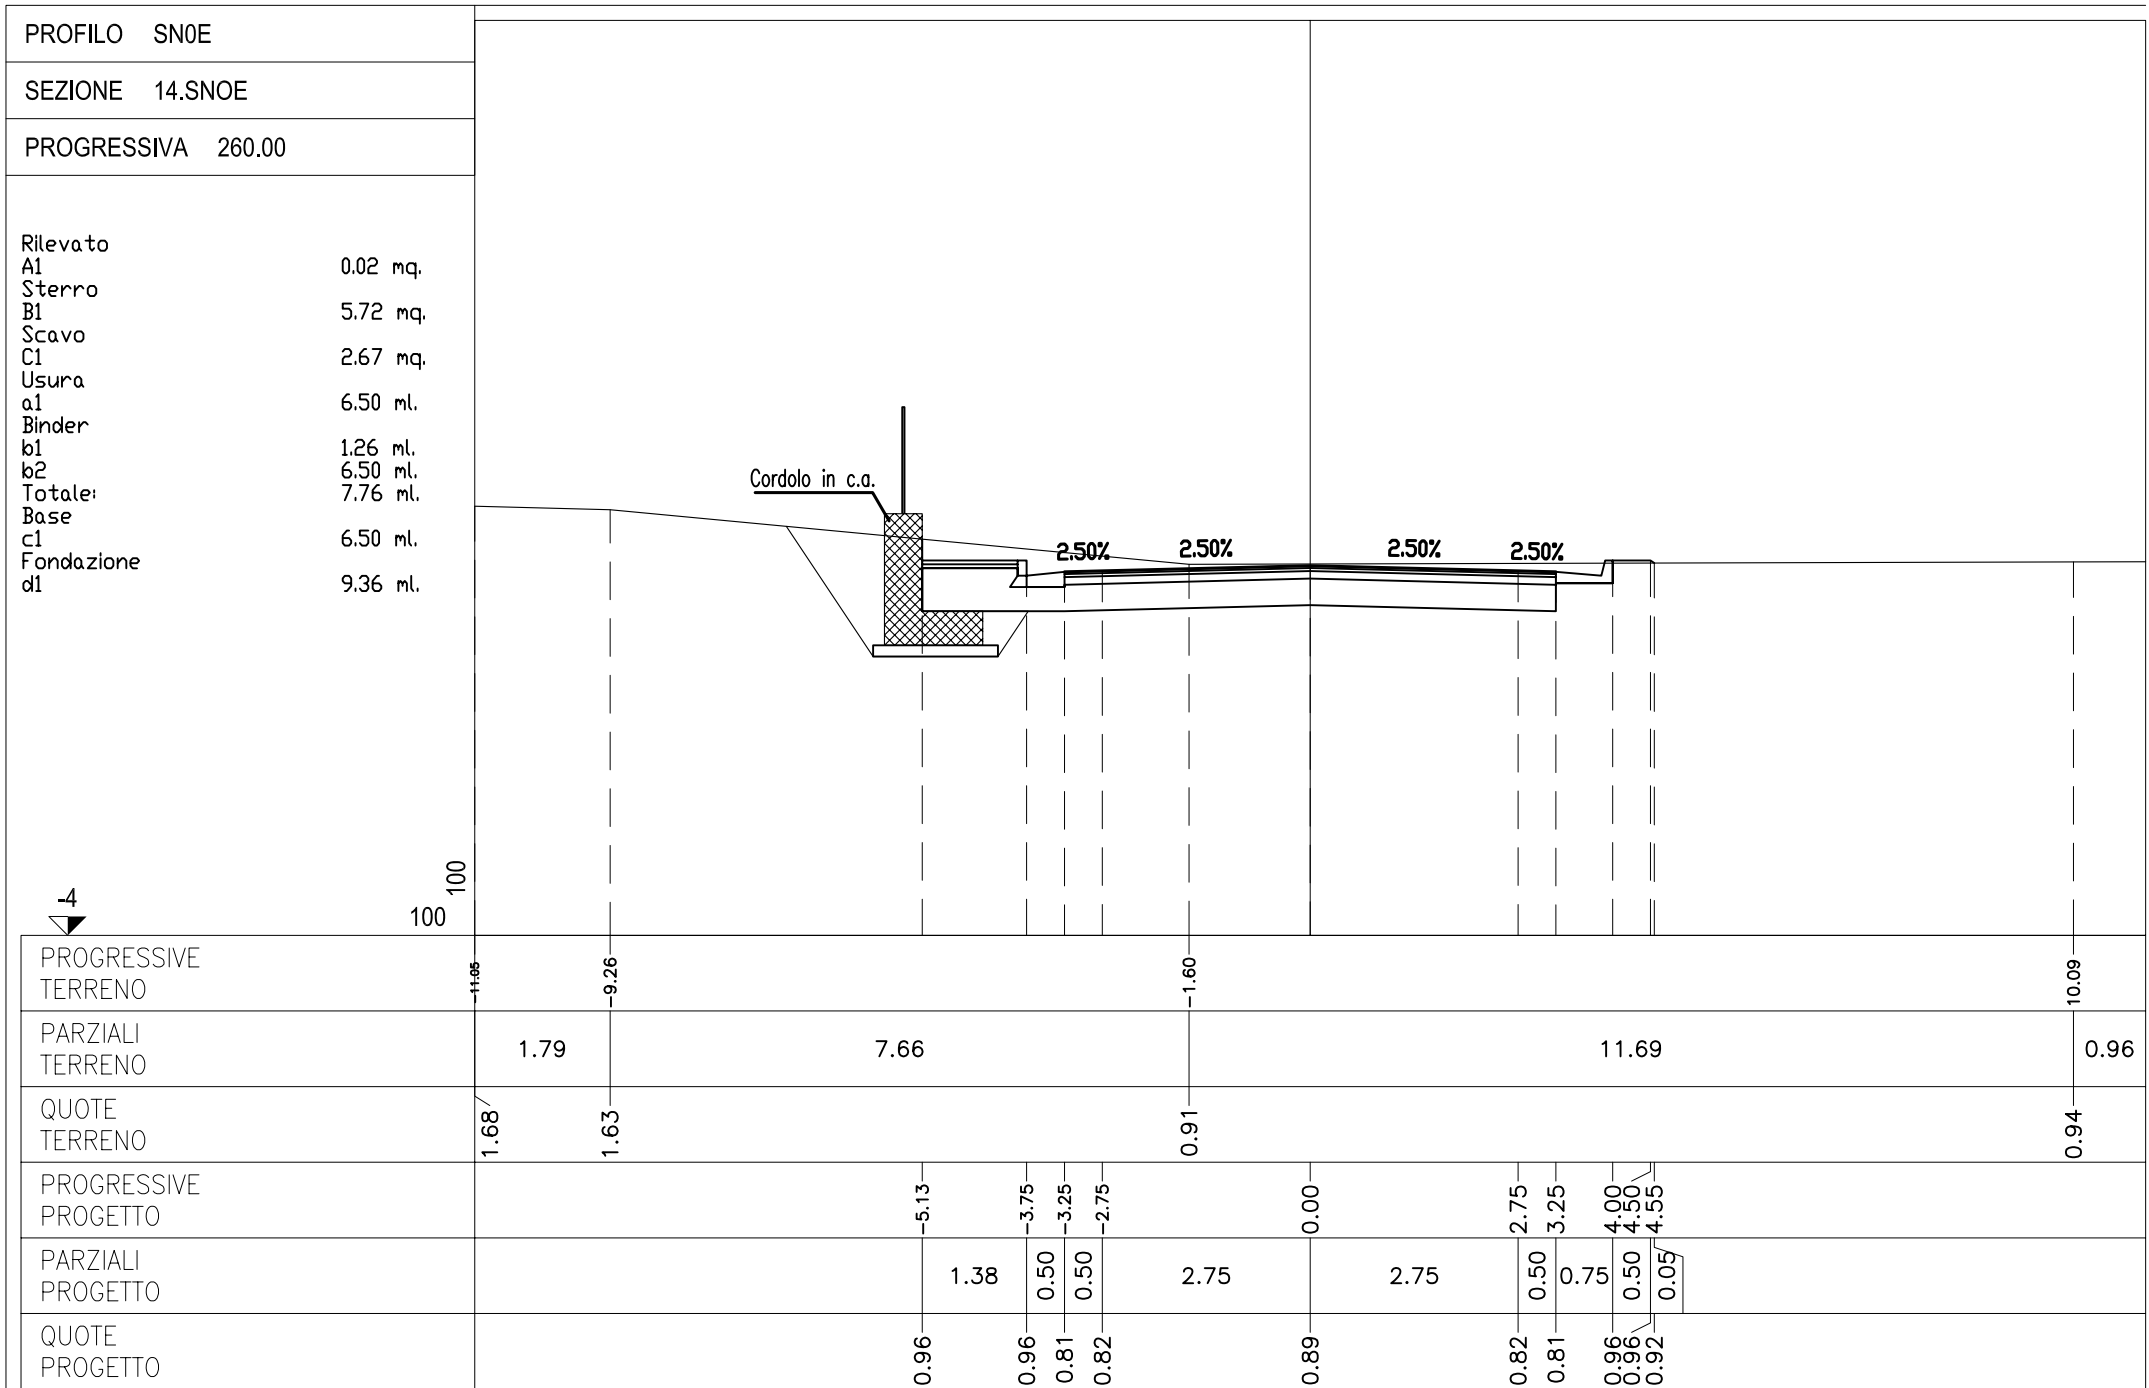 PROFILO SN0E
SEZIONE 14.SNOE
PROGRESSIVA 260.00
Rilevato
A1 0.02 mq.
Sterro
B1 5.72 mq.
Scavo
C1 2.67 mq.
Usura
a1 6.50 ml.
Binder
b1 1.26 ml.
b2 6.50 ml.
Totale: 7.76 ml.
Base
c1 6.50 ml.
Fondazione
d1 9.36 ml.
Cordolo in c.a.
2.50% 2.50% 2.50% 2.50%
-4
100
100
PROGRESSIVE
TERRENO
-11.05 -9.26 -1.60 10.09
PARZIALI
TERRENO
1.79 7.66 11.69 0.96
QUOTE
TERRENO
1.68 1.63 0.91 0.94
PROGRESSIVE
PROGETTO
-5.13 -3.75 -3.25 -2.75 0.00 2.75 3.25 4.00 4.50 4.55
PARZIALI
PROGETTO
1.38 0.50 0.50 2.75 2.75 0.50 0.75 0.50 0.05
QUOTE
PROGETTO
0.96 0.96 0.81 0.82 0.89 0.82 0.81 0.96 0.96 0.92